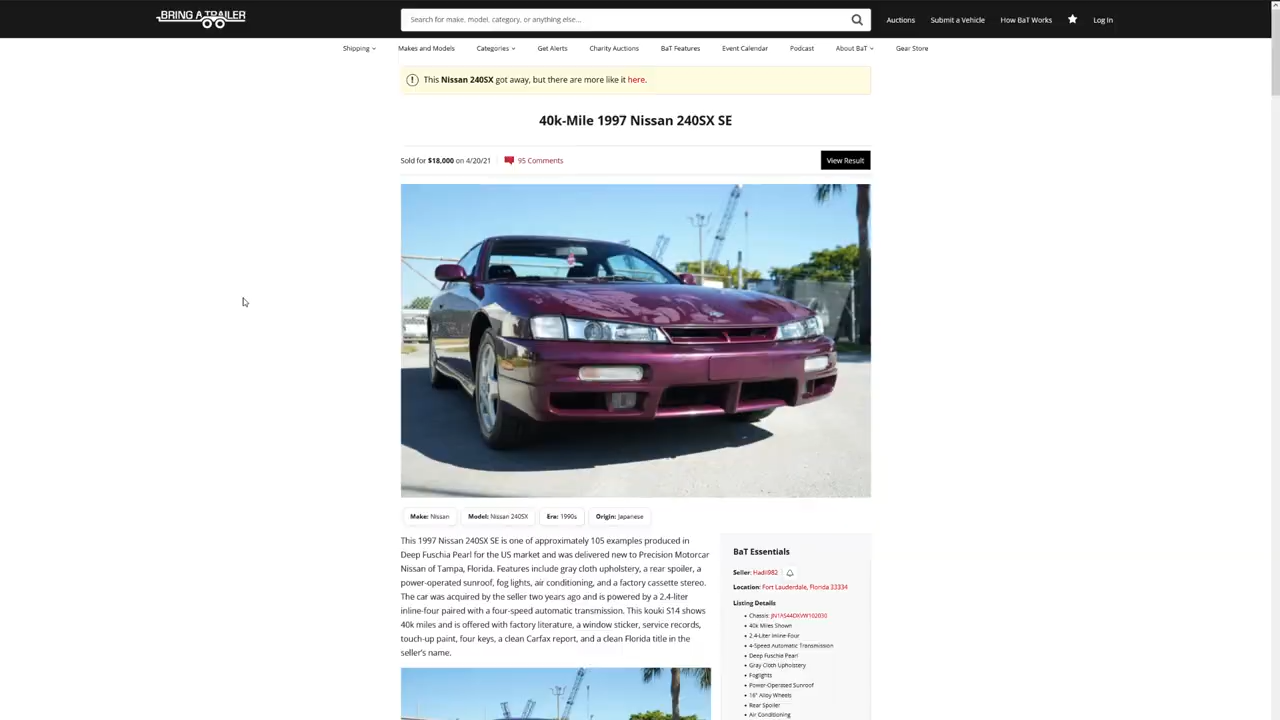 BRING A TRAILER
Search for make, model, category, or anything else...
Auctions Submit a Vehicle How BaT Works Log In
Shipping Makes and Models Categories Get Alerts Charity Auctions BaT Features Event Calendar Podcast About BaT Gear Store
This Nissan 240SX got away, but there are more like it here.
40k-Mile 1997 Nissan 240SX SE
Sold for $18,000 on 4/20/21 95 Comments View Result
Make: Nissan Model: Nissan 240SX Era: 1990s Origin: Japanese
This 1997 Nissan 240SX SE is one of approximately 105 examples produced in
Deep Fuschia Pearl for the US market and was delivered new to Precision Motorcar
Nissan of Tampa, Florida. Features include gray cloth upholstery, a rear spoiler, a
power-operated sunroof, fog lights, air conditioning, and a factory cassette stereo.
The car was acquired by the seller two years ago and is powered by a 2.4-liter
inline-four paired with a four-speed automatic transmission. This kouki S14 shows
40k miles and is offered with factory literature, a window sticker, service records,
touch-up paint, four keys, a clean Carfax report, and a clean Florida title in the
seller's name.
BaT Essentials
Seller: Hadi1982
Location: Fort Lauderdale, Florida 33334
Listing Details
Chassis: JN1AS44DXVW102030
40k Miles Shown
2.4-Liter Inline-Four
4-Speed Automatic Transmission
Deep Fuschia Pearl
Gray Cloth Upholstery
Foglights
Power-Operated Sunroof
16" Alloy Wheels
Rear Spoiler
Air Conditioning